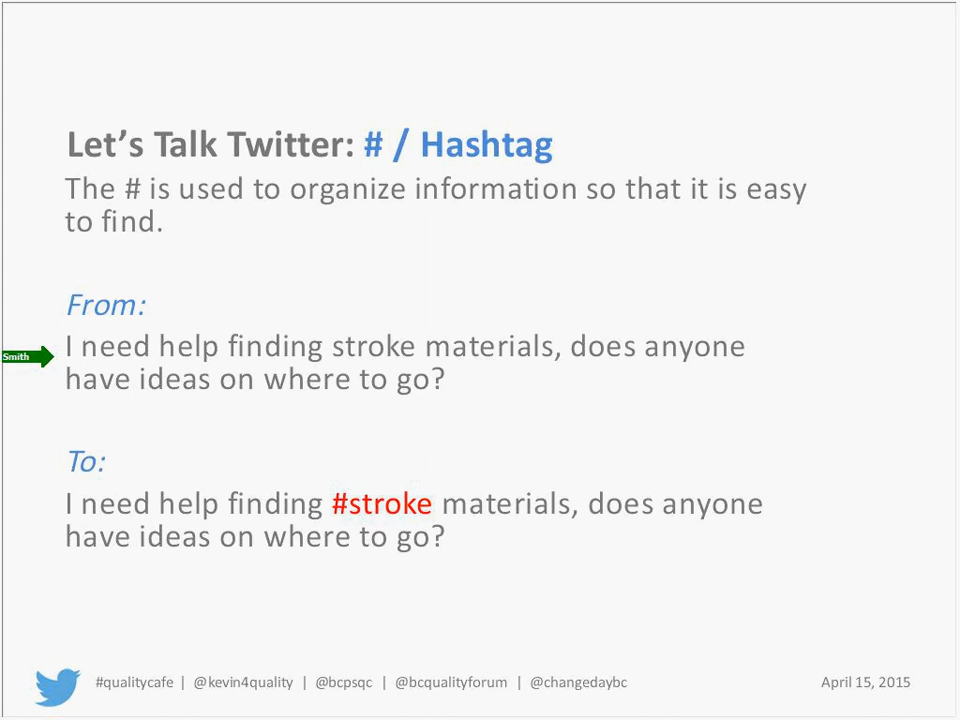 Let’s Talk Twitter: # / Hashtag
The # is used to organize information so that it is easy
to find.
From:
Smith
I need help finding stroke materials, does anyone
have ideas on where to go?
To:
I need help finding #stroke materials, does anyone
have ideas on where to go?
#qualitycafe | @kevin4quality | @bcpsqc | @bcqualityforum | @changedaybc April 15, 2015